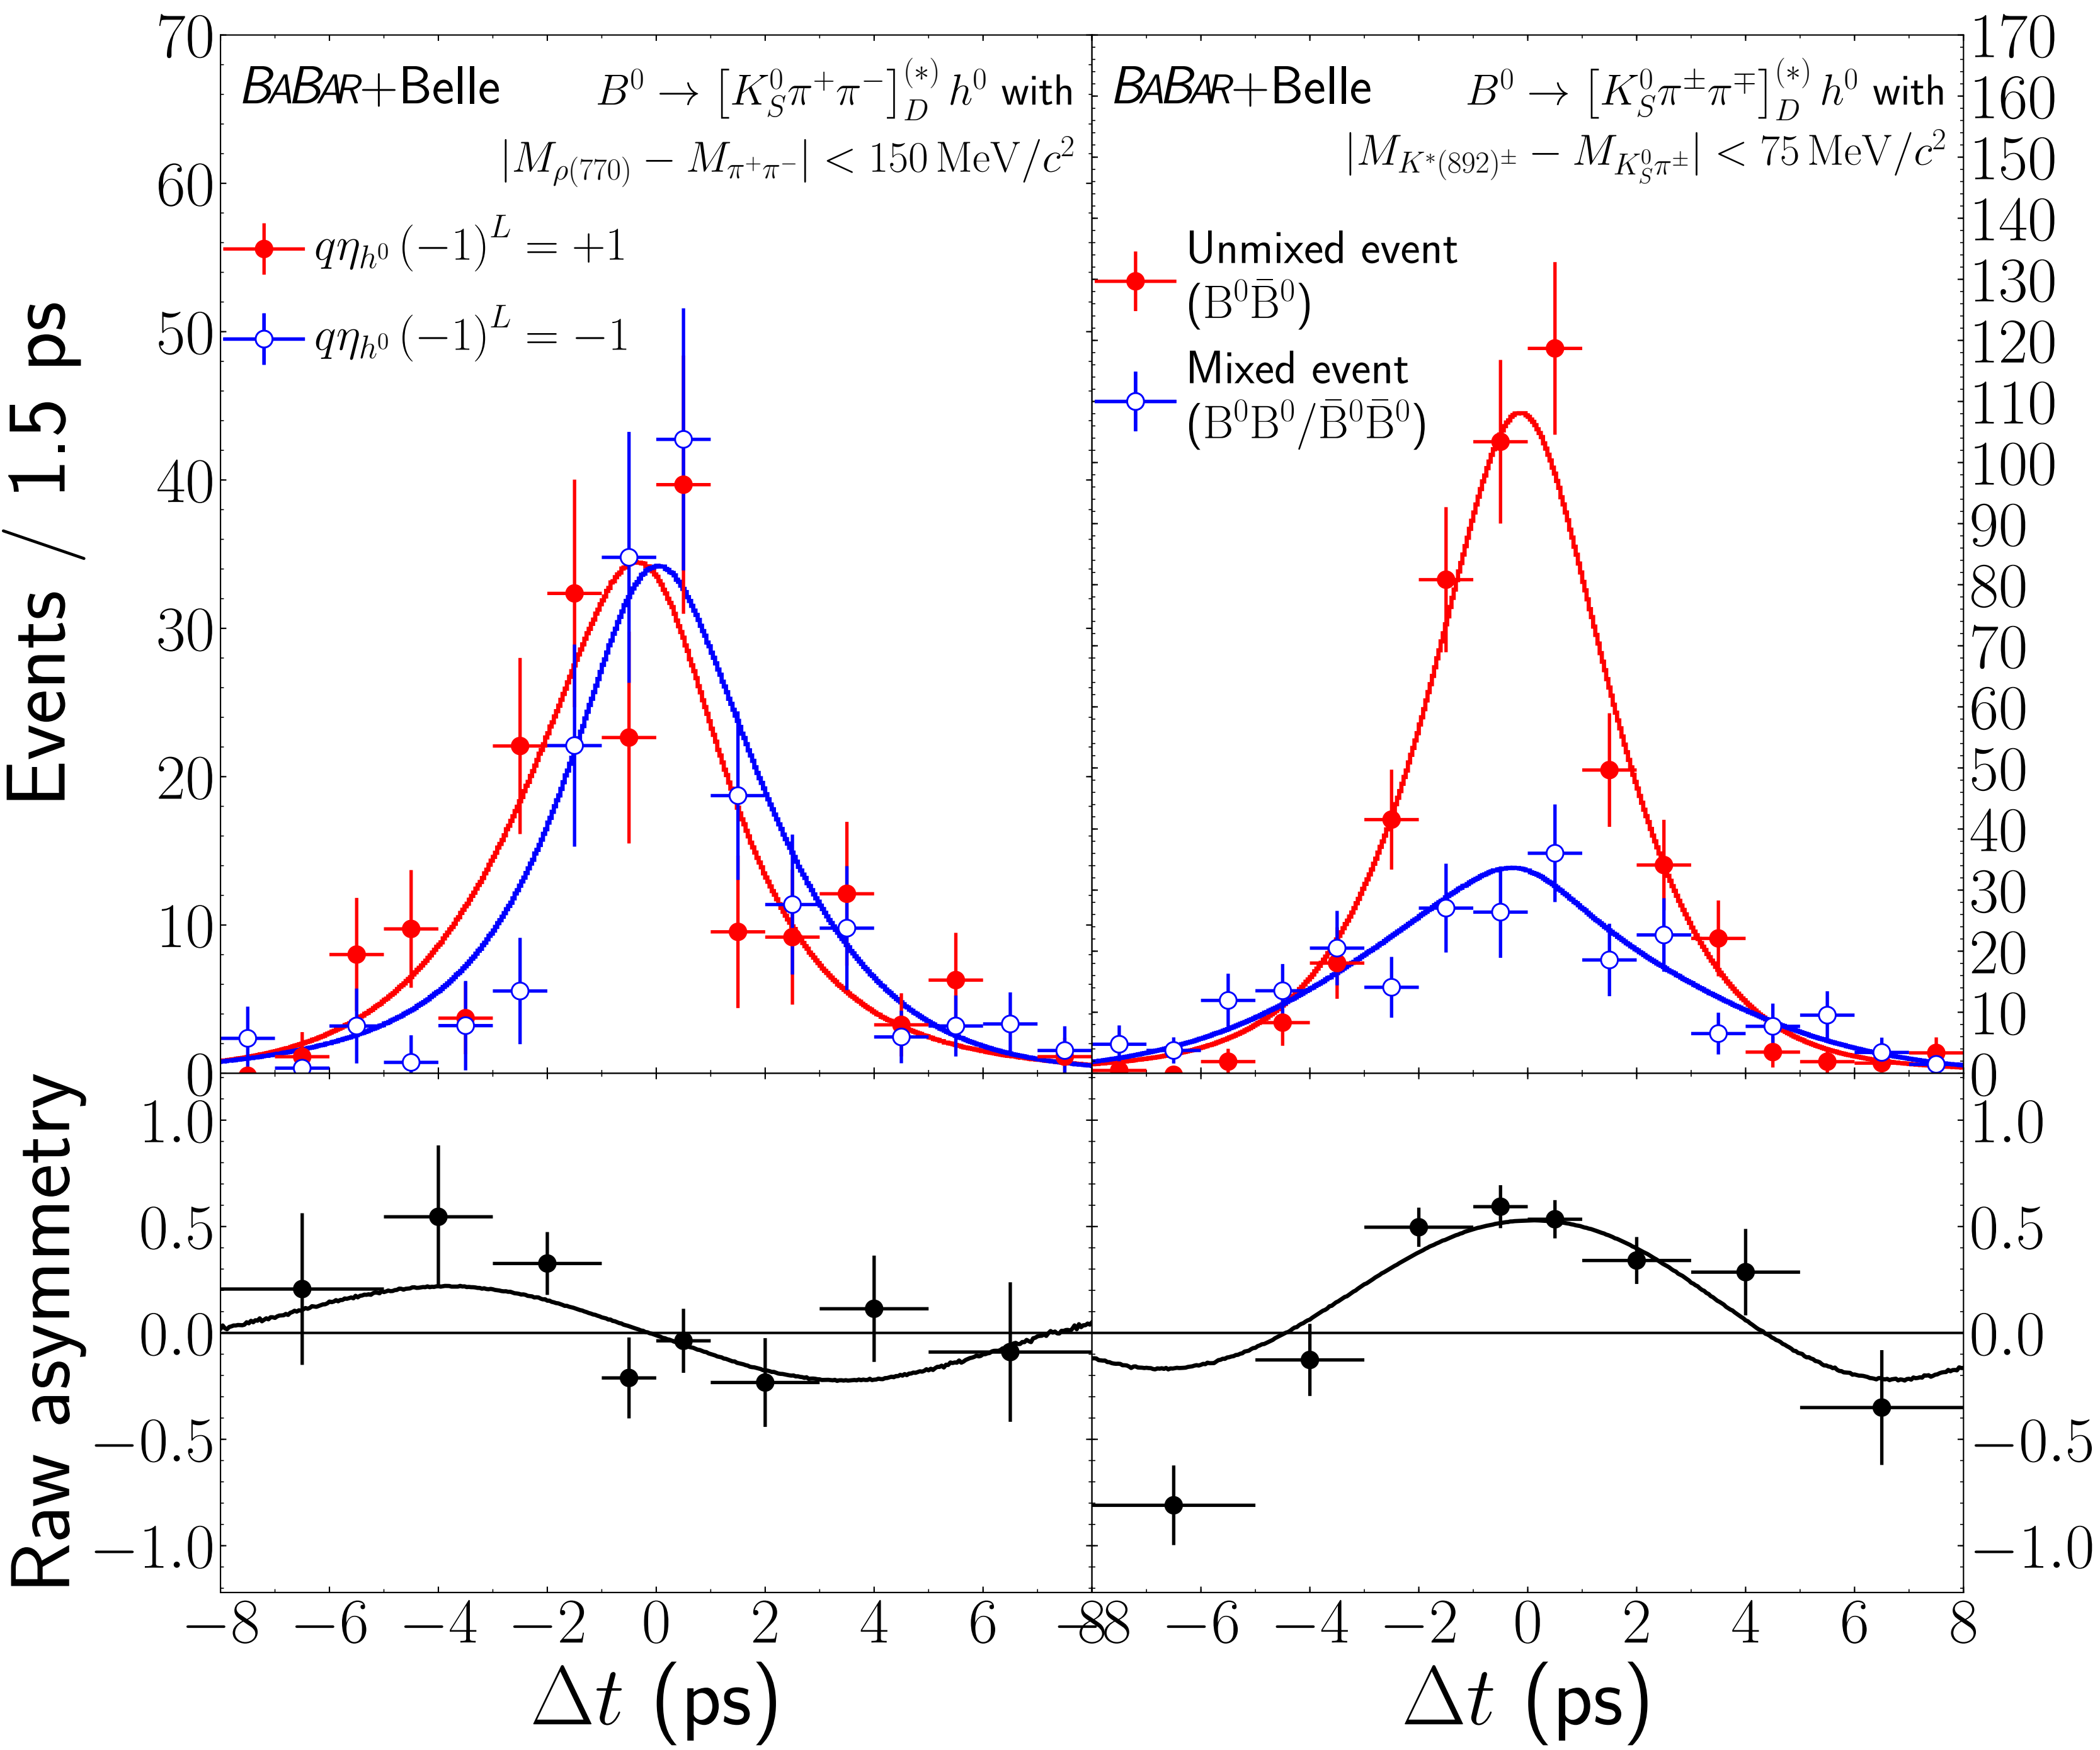 BABAR+Belle
B⁰ → [K⁰_S π⁺π⁻]^(*)_D h⁰ with
|M_ρ(770) − M_π⁺π⁻| < 150 MeV/c²
qη_h⁰ (−1)^L = +1
qη_h⁰ (−1)^L = −1
70
60
50
40
30
20
10
0
Events / 1.5 ps
BABAR+Belle
B⁰ → [K⁰_S π^±π^∓]^(*)_D h⁰ with
|M_K*(892)^± − M_K⁰_Sπ^±| < 75 MeV/c²
Unmixed event
(B⁰B̄⁰)
Mixed event
(B⁰B⁰/B̄⁰B̄⁰)
170
160
150
140
130
120
110
100
90
80
70
60
50
40
30
20
10
0
Raw asymmetry
1.0
0.5
0.0
−0.5
−1.0
1.0
0.5
0.0
−0.5
−1.0
−8 −6 −4 −2 0 2 4 6 8
−8 −6 −4 −2 0 2 4 6 8
Δt (ps)
Δt (ps)